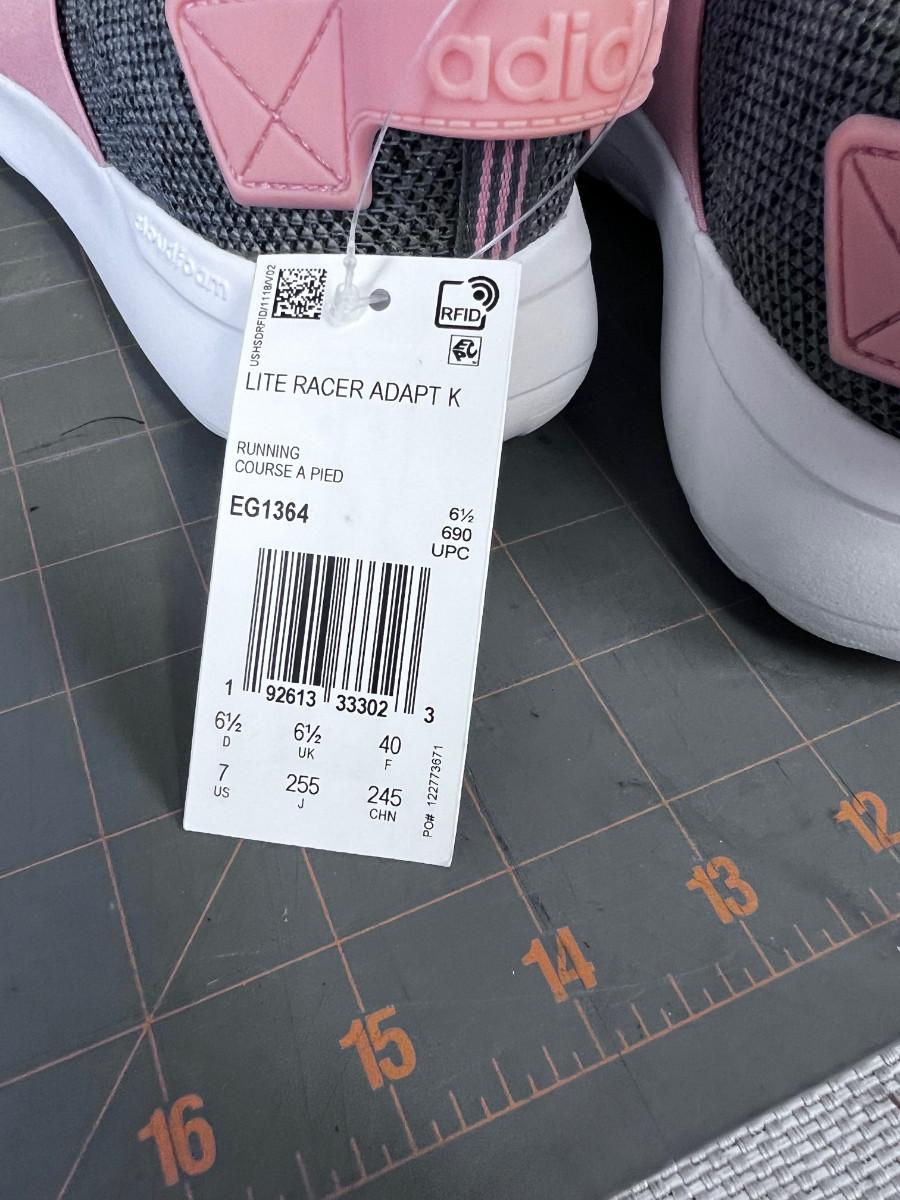 adid
cloudfoam
USHSDRFID/1118/V02
RFID
EPC
LITE RACER ADAPT K
RUNNING
COURSE A PIED
EG1364
6½
690
UPC
1 92613 33302 3
6½ 6½ 40
D UK F
7 255 245
US J CHN
PO# 122773671
12
13
14
15
16